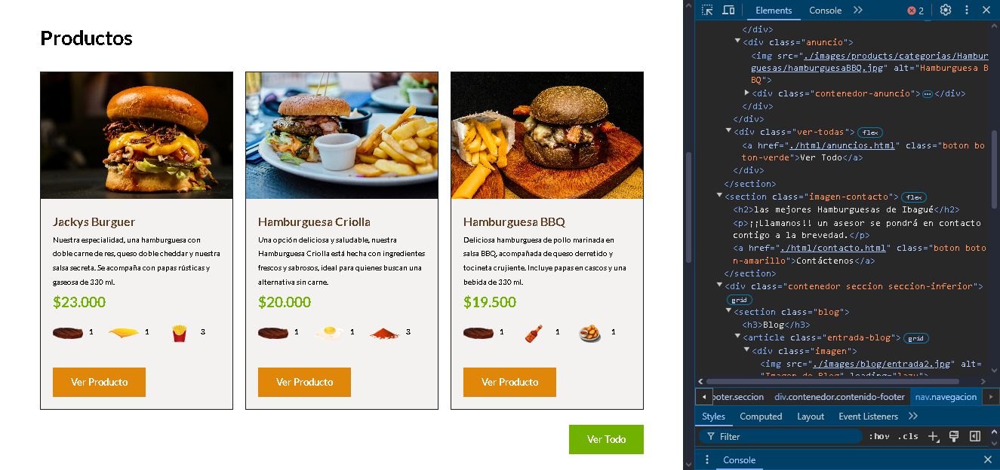 Productos
Jackys Burguer
Nuestra especialidad, una hamburguesa con
doble carne de res, queso doble cheddar y nuestra
salsa secreta. Se acompaña con papas rústicas y
gaseosa de 330 ml.
$23.000
1 1 3
Ver Producto
Hamburguesa Criolla
Una opción deliciosa y saludable, nuestra
Hamburguesa Criolla está hecha con ingredientes
frescos y sabrosos, ideal para quienes buscan una
alternativa sin carne.
$20.000
1 1 3
Ver Producto
Hamburguesa BBQ
Deliciosa hamburguesa de pollo marinada en
salsa BBQ, acompañada de queso derretido y
tocineta crujiente. Incluye papas en cascos y una
bebida de 330 ml.
$19.500
1 1 1
Ver Producto
Ver Todo
Elements Console 2
</div>
<div class="anuncio">
<img src="./images/products/categorias/Hambur
guesas/hamburguesaBBQ.jpg" alt="Hamburguesa B
BQ">
<div class="contenedor-anuncio">…</div>
</div>
</div>
<div class="ver-todas"> flex
<a href="./html/anuncios.html" class="boton bo
ton-verde">Ver Todo</a>
</div>
</section>
<section class="imagen-contacto"> flex
<h2>las mejores Hamburguesas de Ibagué</h2>
<p>¡¡Llamanos!! un asesor se pondrá en contacto
contigo a la brevedad.</p>
<a href="./html/contacto.html" class="boton boto
n-amarillo">Contáctenos</a>
</section>
<div class="contenedor seccion seccion-inferior">
grid
<section class="blog">
<h3>Blog</h3>
<article class="entrada-blog"> grid
<div class="imagen">
<img src="./images/blog/entrada2.jpg" alt=
"Imagen de Blog" loading="lazy">
ooter.seccion div.contenedor.contenido-footer nav.navegacion
Styles Computed Layout Event Listeners
Filter :hov .cls
Console